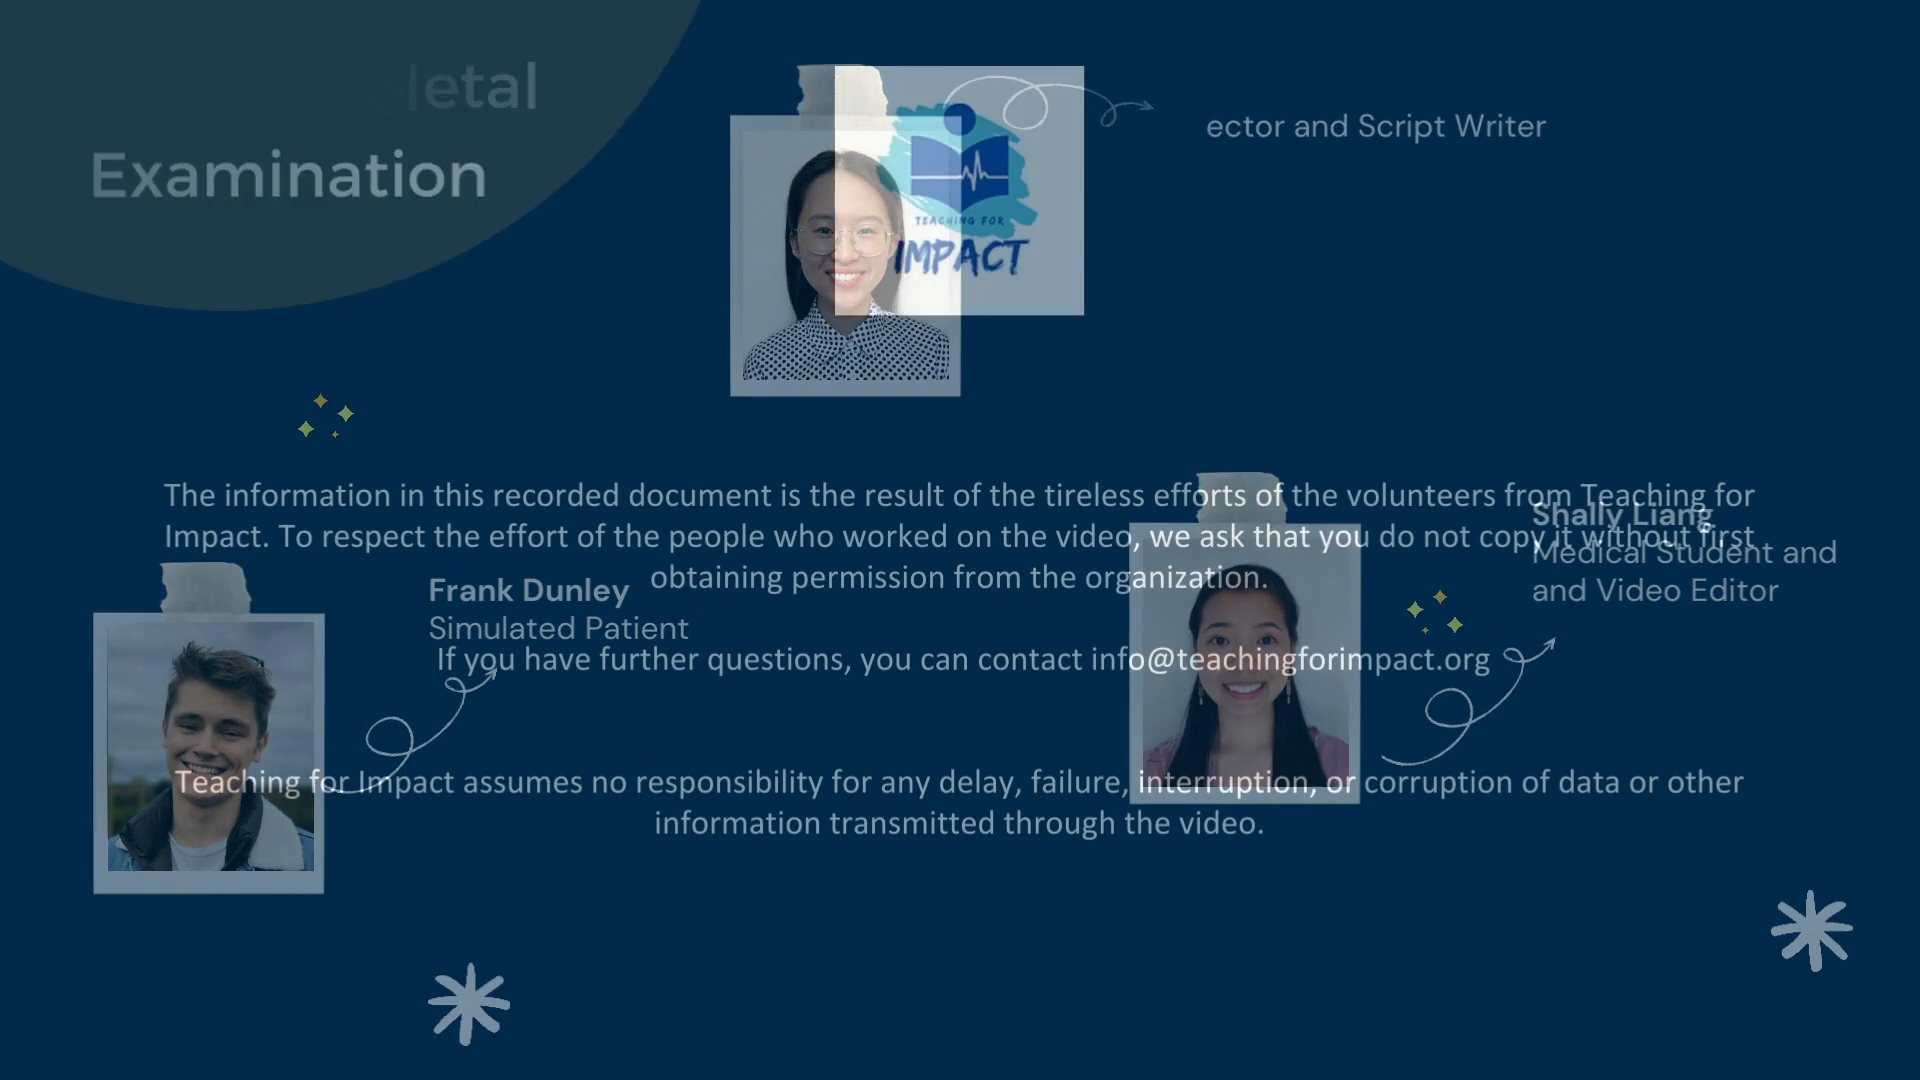 eletal
Examination
ector and Script Writer
TEACHING FOR
IMPACT
The information in this recorded document is the result of the tireless efforts of the volunteers from Teaching for
Impact. To respect the effort of the people who worked on the video, we ask that you do not copy it without first
obtaining permission from the organization.
Shally Liang
Medical Student and
and Video Editor
Frank Dunley
Simulated Patient
If you have further questions, you can contact info@teachingforimpact.org
Teaching for Impact assumes no responsibility for any delay, failure, interruption, or corruption of data or other
information transmitted through the video.